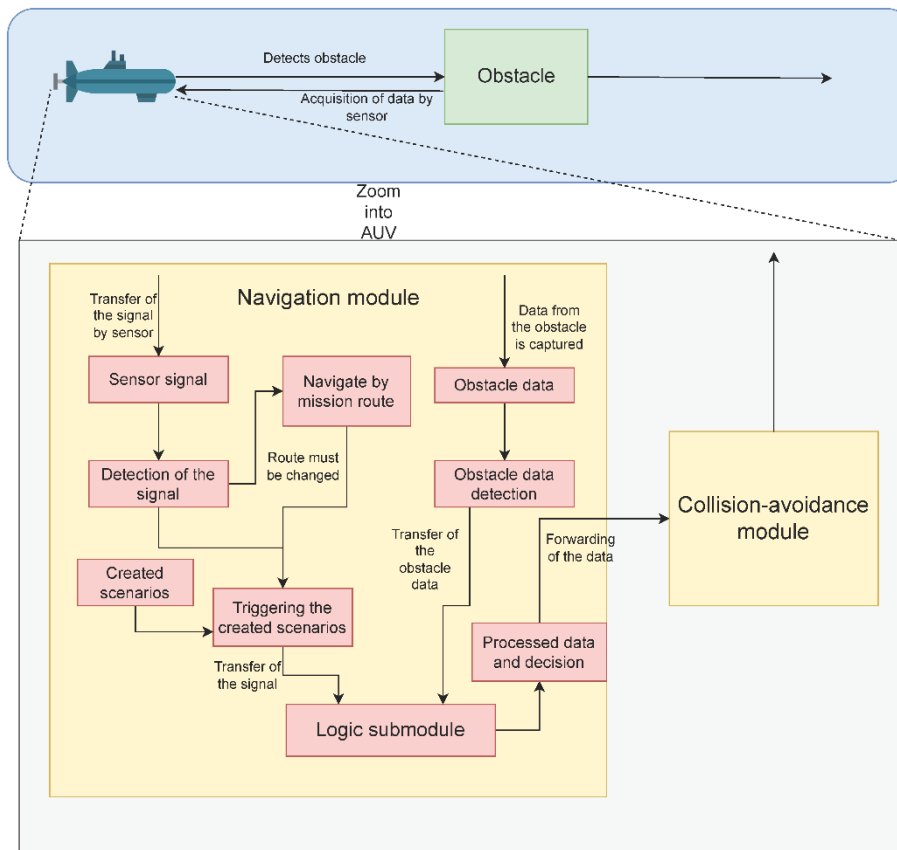 Detects obstacle
Acquisition of data by
sensor
Obstacle
Zoom
into
AUV
Navigation module
Transfer of
the signal
by sensor
Data from
the obstacle
is captured
Sensor signal
Navigate by
mission route
Obstacle data
Detection of the
signal
Route must
be changed
Obstacle data
detection
Collision-avoidance
module
Transfer of
the
obstacle
data
Forwarding
of the data
Created
scenarios
Triggering the
created scenarios
Processed data
and decision
Transfer of
the signal
Logic submodule